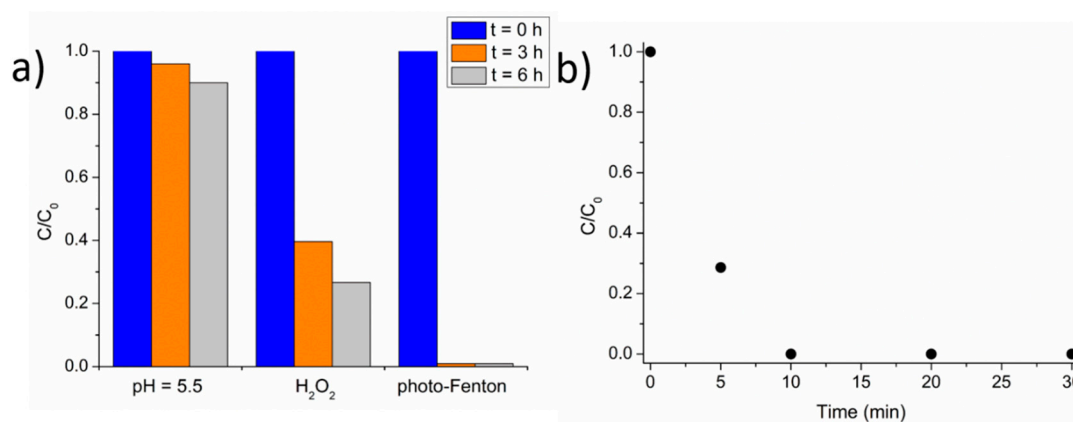 a)
t = 0 h
t = 3 h
t = 6 h
1.0
0.8
0.6
0.4
0.2
0.0
C/C₀
pH = 5.5
H₂O₂
photo-Fenton
b)
1.0
0.8
0.6
0.4
0.2
0.0
C/C₀
0 5 10 15 20 25 30
Time (min)